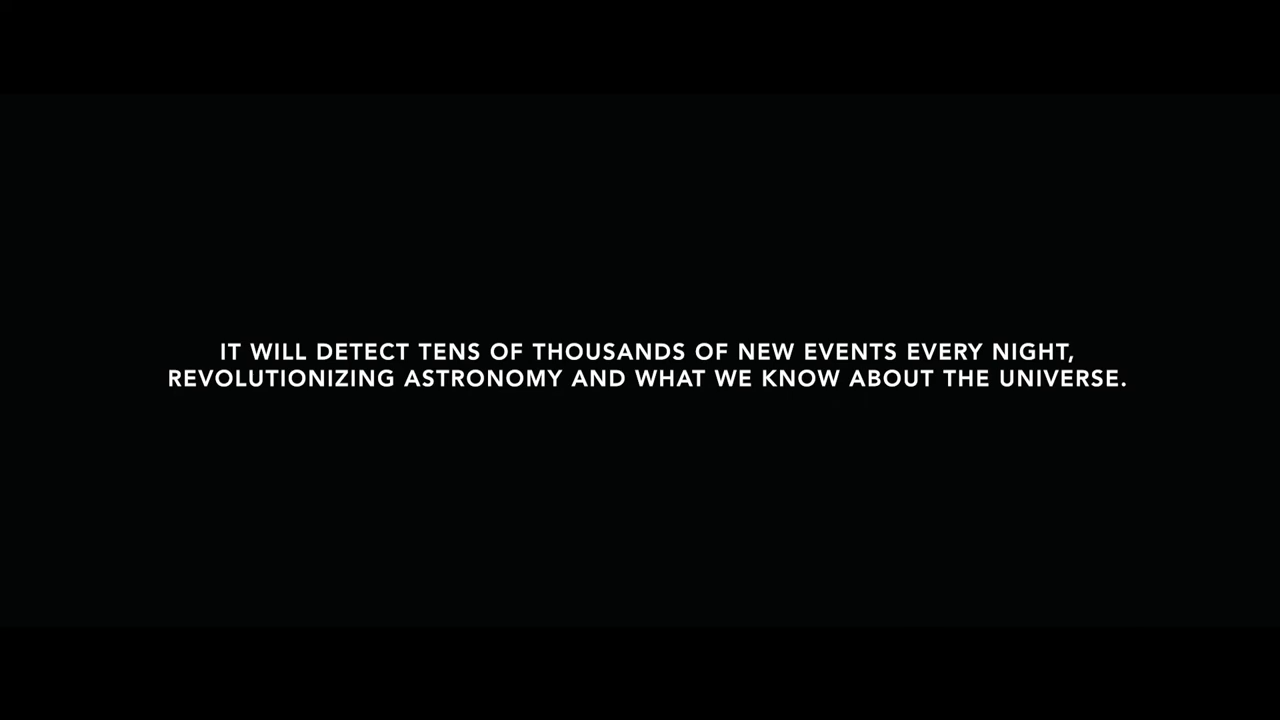 IT WILL DETECT TENS OF THOUSANDS OF NEW EVENTS EVERY NIGHT,
REVOLUTIONIZING ASTRONOMY AND WHAT WE KNOW ABOUT THE UNIVERSE.